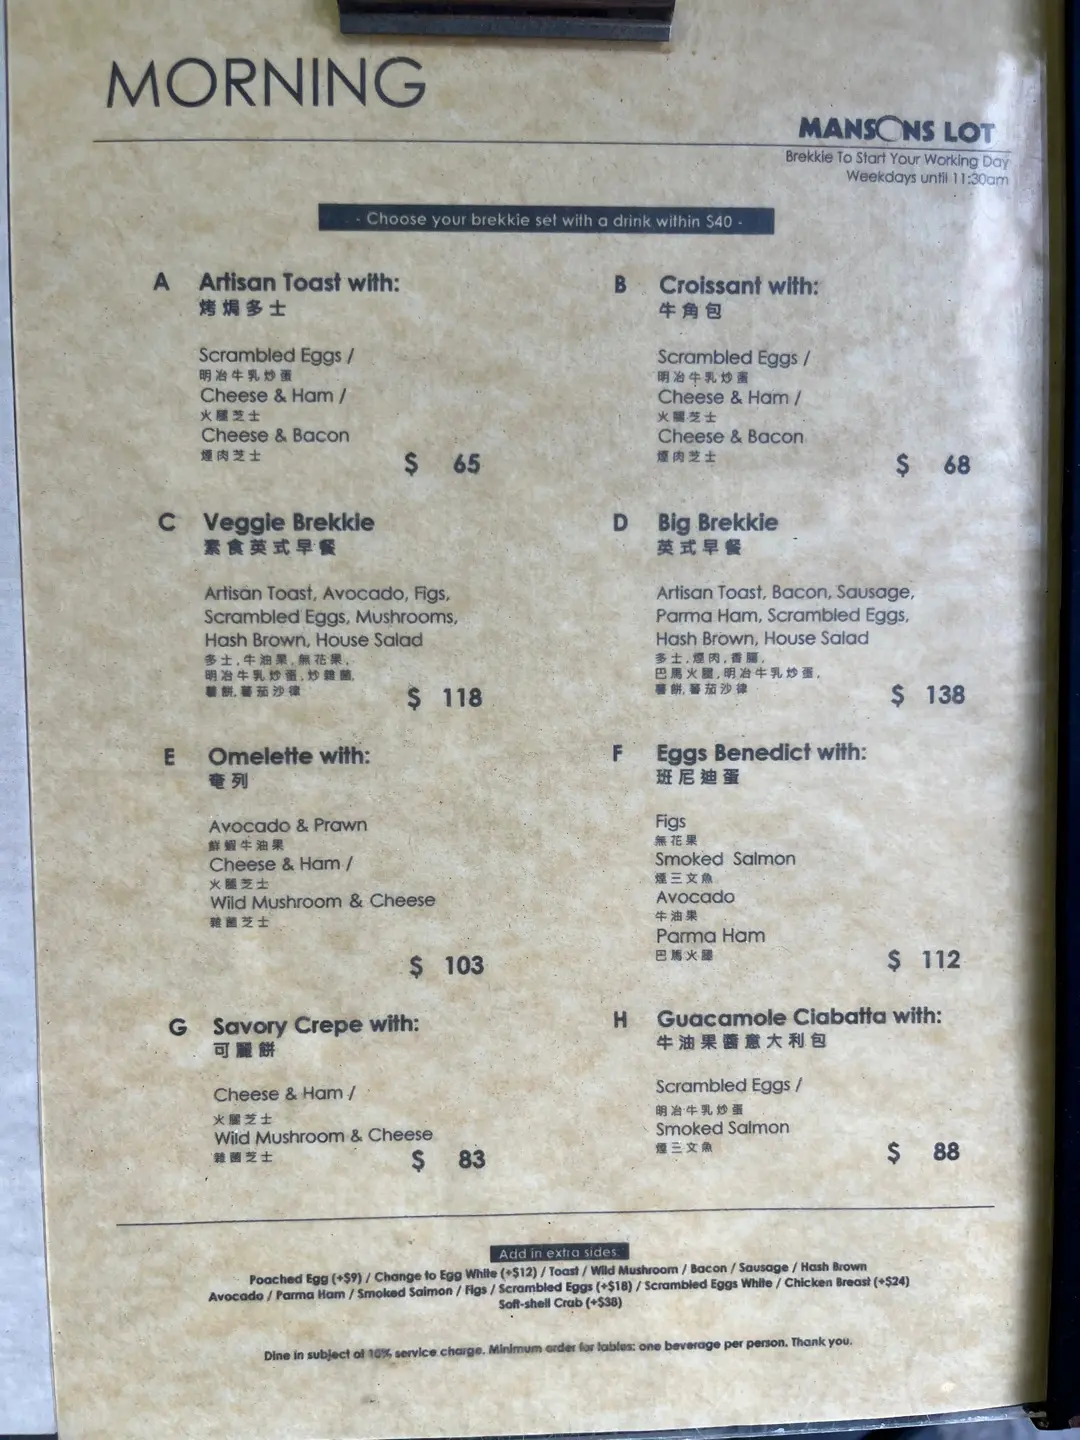 MORNING
MANSONS LOT
Brekkie To Start Your Working Day
Weekdays until 11:30am
- Choose your brekkie set with a drink within $40 -
A Artisan Toast with:
烤焗多士
Scrambled Eggs /
明治牛乳炒蛋
Cheese & Ham /
火腿芝士
Cheese & Bacon
煙肉芝士
$ 65
B Croissant with:
牛角包
Scrambled Eggs /
明治牛乳炒蛋
Cheese & Ham /
火腿芝士
Cheese & Bacon
煙肉芝士
$ 68
C Veggie Brekkie
素食英式早餐
Artisan Toast, Avocado, Figs,
Scrambled Eggs, Mushrooms,
Hash Brown, House Salad
多士,牛油果,無花果,
明治牛乳炒蛋,炒雜菌,
薯餅,蕃茄沙律
$ 118
D Big Brekkie
英式早餐
Artisan Toast, Bacon, Sausage,
Parma Ham, Scrambled Eggs,
Hash Brown, House Salad
多士,煙肉,香腸,
巴馬火腿,明治牛乳炒蛋,
薯餅,蕃茄沙律
$ 138
E Omelette with:
奄列
Avocado & Prawn
鮮蝦牛油果
Cheese & Ham /
火腿芝士
Wild Mushroom & Cheese
雜菌芝士
$ 103
F Eggs Benedict with:
班尼迪蛋
Figs
無花果
Smoked Salmon
煙三文魚
Avocado
牛油果
Parma Ham
巴馬火腿
$ 112
G Savory Crepe with:
可麗餅
Cheese & Ham /
火腿芝士
Wild Mushroom & Cheese
雜菌芝士
$ 83
H Guacamole Ciabatta with:
牛油果醬意大利包
Scrambled Eggs /
明治牛乳炒蛋
Smoked Salmon
煙三文魚
$ 88
Add in extra sides:
Poached Egg (+$9) / Change to Egg White (+$12) / Toast / Wild Mushroom / Bacon / Sausage / Hash Brown
Avocado / Parma Ham / Smoked Salmon / Figs / Scrambled Eggs (+$18) / Scrambled Eggs White / Chicken Breast (+$24)
Soft-shell Crab (+$38)
Dine in subject of 10% service charge. Minimum order for tables: one beverage per person. Thank you.